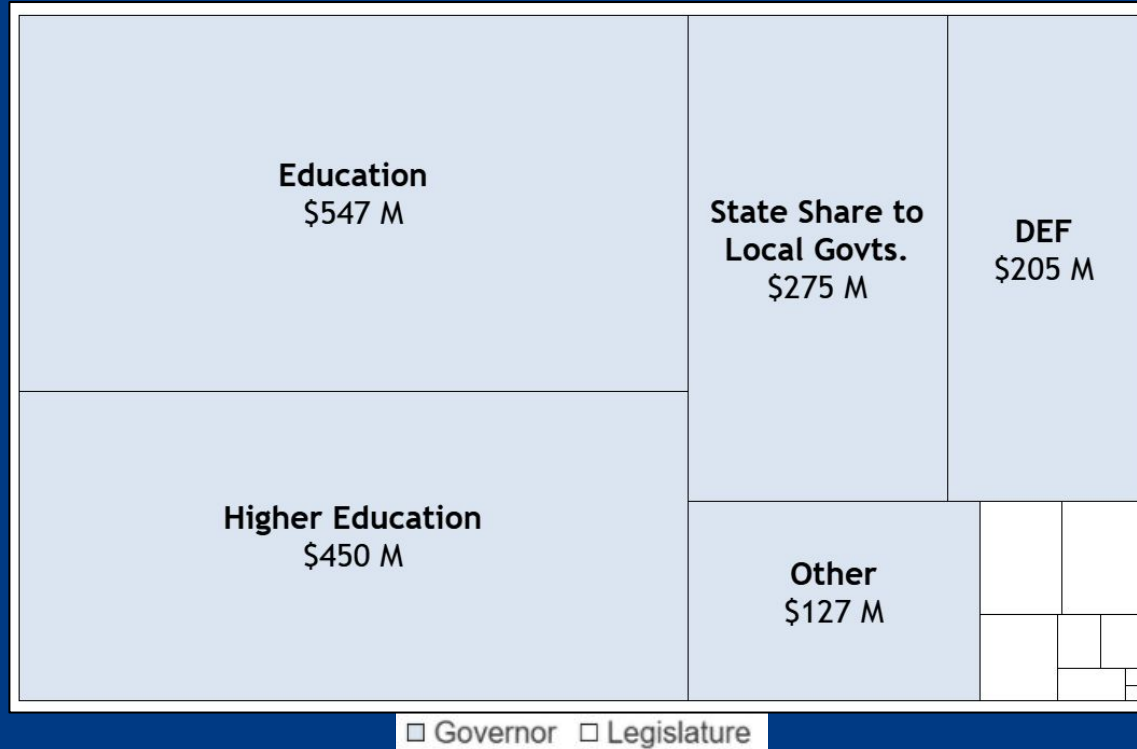 Education
$547 M
State Share to
Local Govts.
$275 M
DEF
$205 M
Higher Education
$450 M
Other
$127 M
Governor Legislature